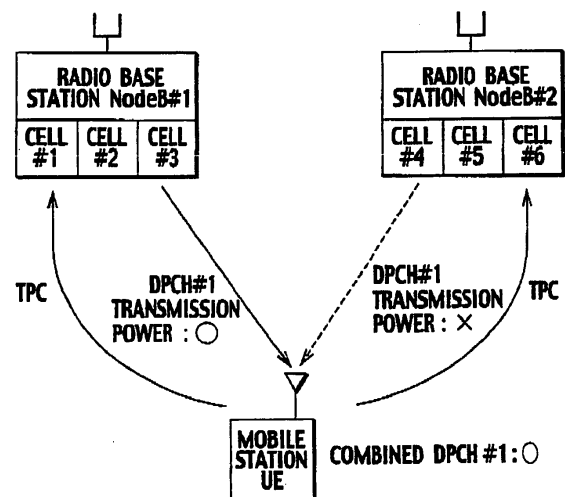 RADIO BASE
STATION NodeB#1
CELL #1
CELL #2
CELL #3
RADIO BASE
STATION NodeB#2
CELL #4
CELL #5
CELL #6
TPC
DPCH#1
TRANSMISSION
POWER : ○
DPCH#1
TRANSMISSION
POWER : ×
TPC
MOBILE
STATION
UE
COMBINED DPCH #1:○